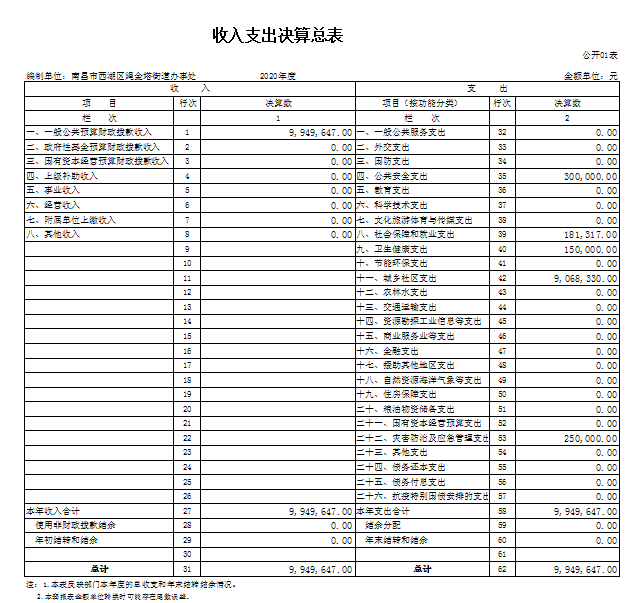 收入支出决算总表
公开01表
编制单位：南昌市西湖区绳金塔街道办事处 2020年度 金额单位：元
收 入 支 出
项 目 行次 决算数 项目（按功能分类） 行次 决算数
栏 次 1 栏 次 2
一、一般公共预算财政拨款收入 1 9,949,647.00 一、一般公共服务支出 32 0.00
二、政府性基金预算财政拨款收入 2 0.00 二、外交支出 33 0.00
三、国有资本经营预算财政拨款收入 3 0.00 三、国防支出 34 0.00
四、上级补助收入 4 0.00 四、公共安全支出 35 300,000.00
五、事业收入 5 0.00 五、教育支出 36 0.00
六、经营收入 6 0.00 六、科学技术支出 37 0.00
七、附属单位上缴收入 7 0.00 七、文化旅游体育与传媒支出 38 0.00
八、其他收入 8 0.00 八、社会保障和就业支出 39 181,317.00
9 九、卫生健康支出 40 150,000.00
10 十、节能环保支出 41 0.00
11 十一、城乡社区支出 42 9,068,330.00
12 十二、农林水支出 43 0.00
13 十三、交通运输支出 44 0.00
14 十四、资源勘探工业信息等支出 45 0.00
15 十五、商业服务业等支出 46 0.00
16 十六、金融支出 47 0.00
17 十七、援助其他地区支出 48 0.00
18 十八、自然资源海洋气象等支出 49 0.00
19 十九、住房保障支出 50 0.00
20 二十、粮油物资储备支出 51 0.00
21 二十一、国有资本经营预算支出 52 0.00
22 二十二、灾害防治及应急管理支出 53 250,000.00
23 二十三、其他支出 54 0.00
24 二十四、债务还本支出 55 0.00
25 二十五、债务付息支出 56 0.00
26 二十六、抗疫特别国债安排的支出 57 0.00
本年收入合计 27 9,949,647.00 本年支出合计 58 9,949,647.00
使用非财政拨款结余 28 0.00 结余分配 59 0.00
年初结转和结余 29 0.00 年末结转和结余 60 0.00
30 61
总计 31 9,949,647.00 总计 62 9,949,647.00
注：1.本表反映部门本年度的总收支和年末结转结余情况。
2.本套报表金额单位转换时可能存在尾数误差。